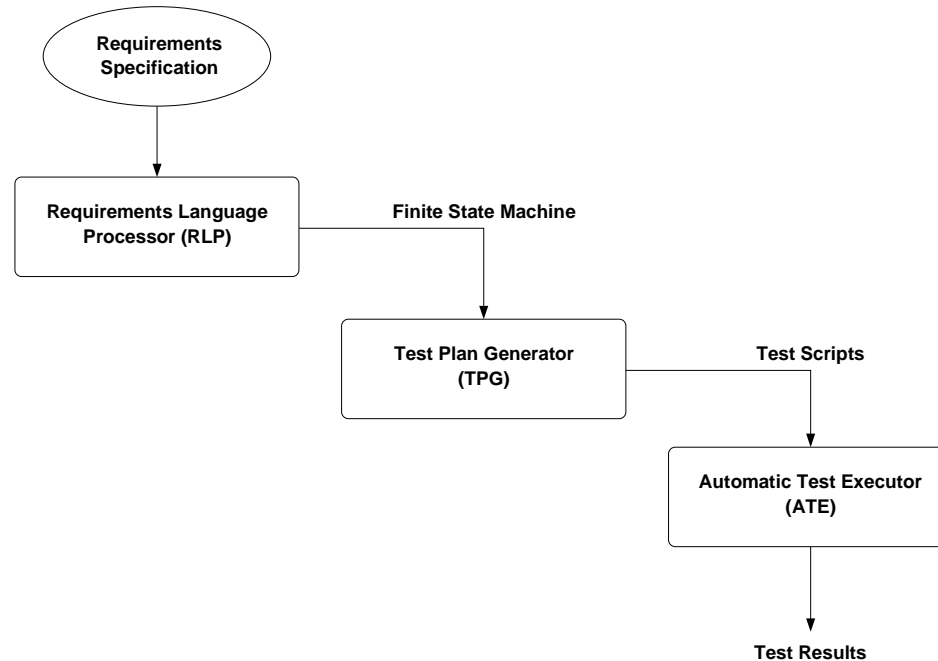 Requirements
Specification
Requirements Language
Processor (RLP)
Finite State Machine
Test Plan Generator
(TPG)
Test Scripts
Automatic Test Executor
(ATE)
Test Results